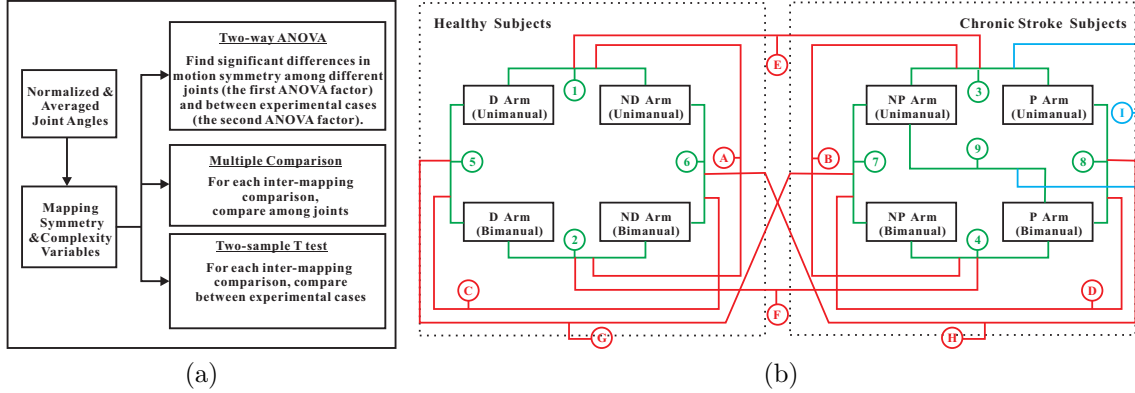 Normalized &
Averaged
Joint Angles
Mapping
Symmetry
&Complexity
Variables
Two-way ANOVA
Find significant differences in
motion symmetry among different
joints (the first ANOVA factor)
and between experimental cases
(the second ANOVA factor).
Multiple Comparison
For each inter-mapping
comparison,
compare among joints
Two-sample T test
For each inter-mapping
comparison, compare
between experimental cases
(a)
Healthy Subjects
Chronic Stroke Subjects
E
1
3
D Arm
(Unimanual)
ND Arm
(Unimanual)
NP Arm
(Unimanual)
P Arm
(Unimanual)
I
5
6
A
B
7
9
8
D Arm
(Bimanual)
ND Arm
(Bimanual)
NP Arm
(Bimanual)
P Arm
(Bimanual)
2
4
C
D
F
G
H
(b)